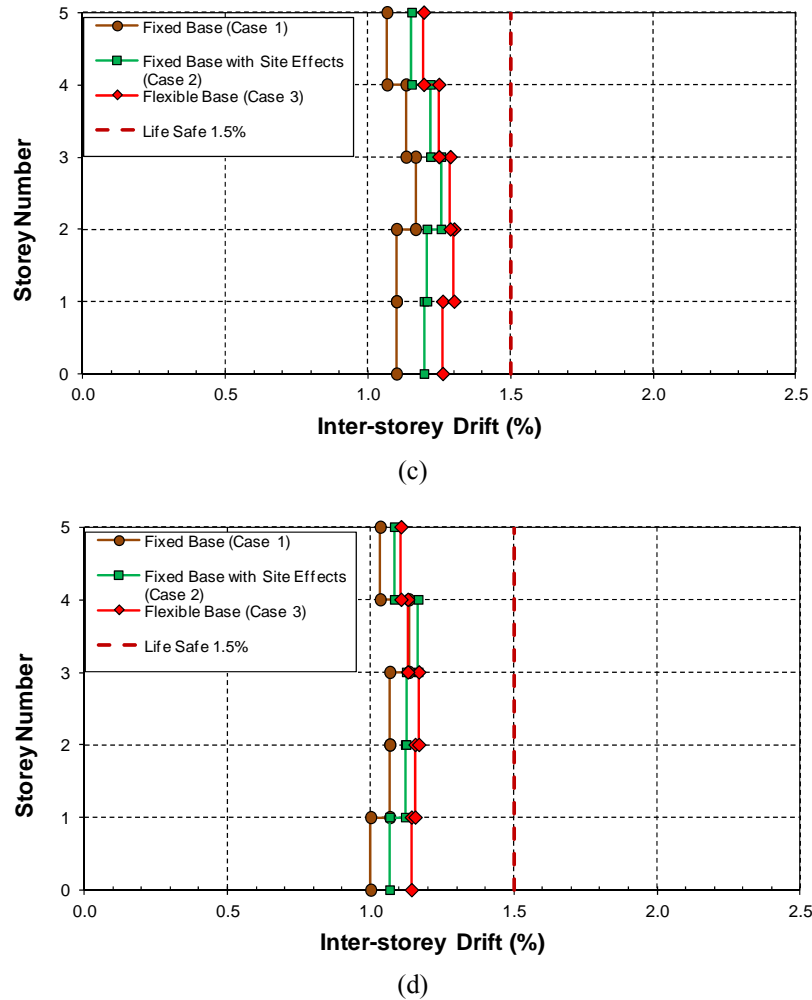 5
4
3
2
1
0
Storey Number
Fixed Base (Case 1)
Fixed Base with Site Effects
(Case 2)
Flexible Base (Case 3)
Life Safe 1.5%
0.0 0.5 1.0 1.5 2.0 2.5
Inter-storey Drift (%)
(c)
5
4
3
2
1
0
Storey Number
Fixed Base (Case 1)
Fixed Base with Site Effects
(Case 2)
Flexible Base (Case 3)
Life Safe 1.5%
0.0 0.5 1.0 1.5 2.0 2.5
Inter-storey Drift (%)
(d)